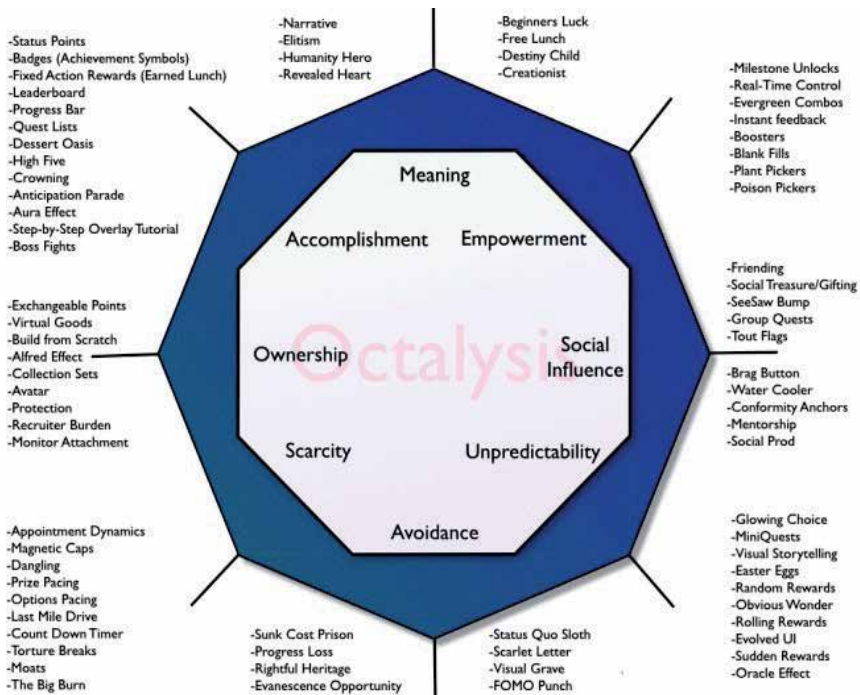 -Narrative
-Elitism
-Humanity Hero
-Revealed Heart
-Beginners Luck
-Free Lunch
-Destiny Child
-Creationist
-Status Points
-Badges (Achievement Symbols)
-Fixed Action Rewards (Earned Lunch)
-Leaderboard
-Progress Bar
-Quest Lists
-Dessert Oasis
-High Five
-Crowning
-Anticipation Parade
-Aura Effect
-Step-by-Step Overlay Tutorial
-Boss Fights
-Milestone Unlocks
-Real-Time Control
-Evergreen Combos
-Instant feedback
-Boosters
-Blank Fills
-Plant Pickers
-Poison Pickers
Meaning
Accomplishment
Empowerment
Ownership
Octalysis
Social
Influence
Scarcity
Unpredictability
Avoidance
-Exchangeable Points
-Virtual Goods
-Build from Scratch
-Alfred Effect
-Collection Sets
-Avatar
-Protection
-Recruiter Burden
-Monitor Attachment
-Friending
-Social Treasure/Gifting
-SeeSaw Bump
-Group Quests
-Tout Flags
-Brag Button
-Water Cooler
-Conformity Anchors
-Mentorship
-Social Prod
-Appointment Dynamics
-Magnetic Caps
-Dangling
-Prize Pacing
-Options Pacing
-Last Mile Drive
-Count Down Timer
-Torture Breaks
-Moats
-The Big Burn
-Sunk Cost Prison
-Progress Loss
-Rightful Heritage
-Evanescence Opportunity
-Status Quo Sloth
-Scarlet Letter
-Visual Grave
-FOMO Punch
-Glowing Choice
-MiniQuests
-Visual Storytelling
-Easter Eggs
-Random Rewards
-Obvious Wonder
-Rolling Rewards
-Evolved UI
-Sudden Rewards
-Oracle Effect